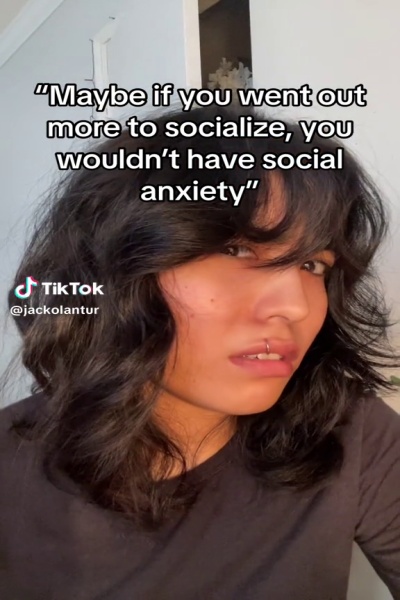 “Maybe if you went out
more to socialize, you
wouldn’t have social
anxiety”
TikTok
@jackolantur